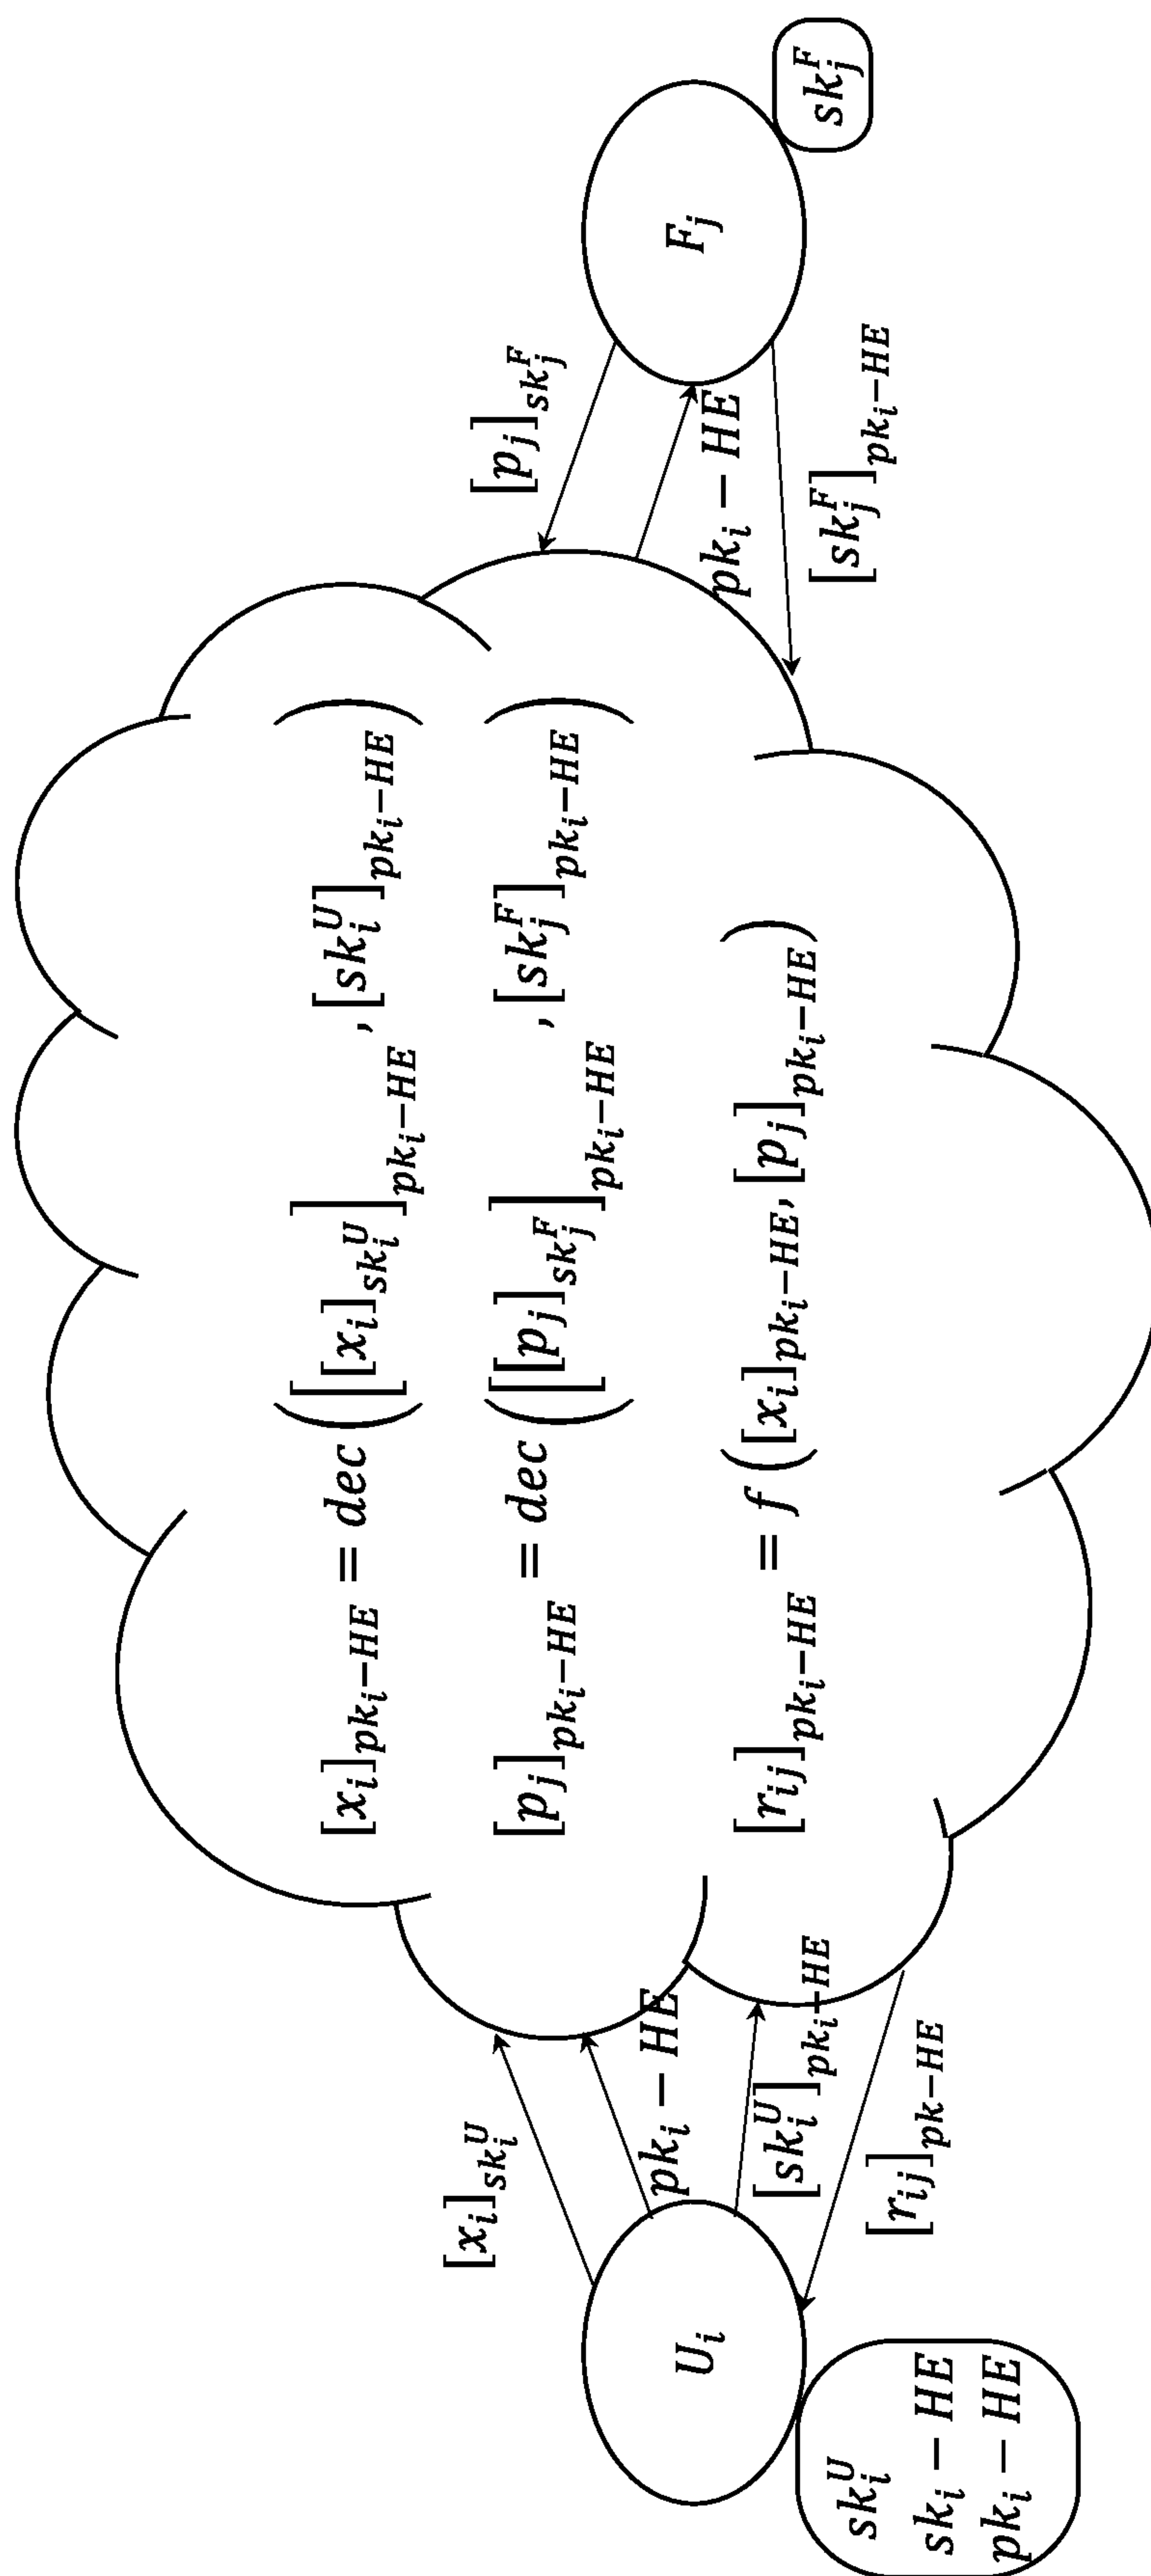 [x_i]_{sk_i^U}
pk_i − HE
[sk_i^U]_{pk_i−HE}
[r_{ij}]_{pk−HE}
U_i
sk_i^U
sk_i − HE
pk_i − HE
[x_i]_{pk_i−HE} = dec([[x_i]_{sk_i^U}]_{pk_i−HE}, [sk_i^U]_{pk_i−HE})
[p_j]_{pk_i−HE} = dec([[p_j]_{sk_j^F}]_{pk_i−HE}, [sk_j^F]_{pk_i−HE})
[r_{ij}]_{pk_i−HE} = f([x_i]_{pk_i−HE}, [p_j]_{pk_i−HE})
[p_j]_{sk_j^F}
pk_i − HE
[sk_j^F]_{pk_i−HE}
F_j
sk_j^F